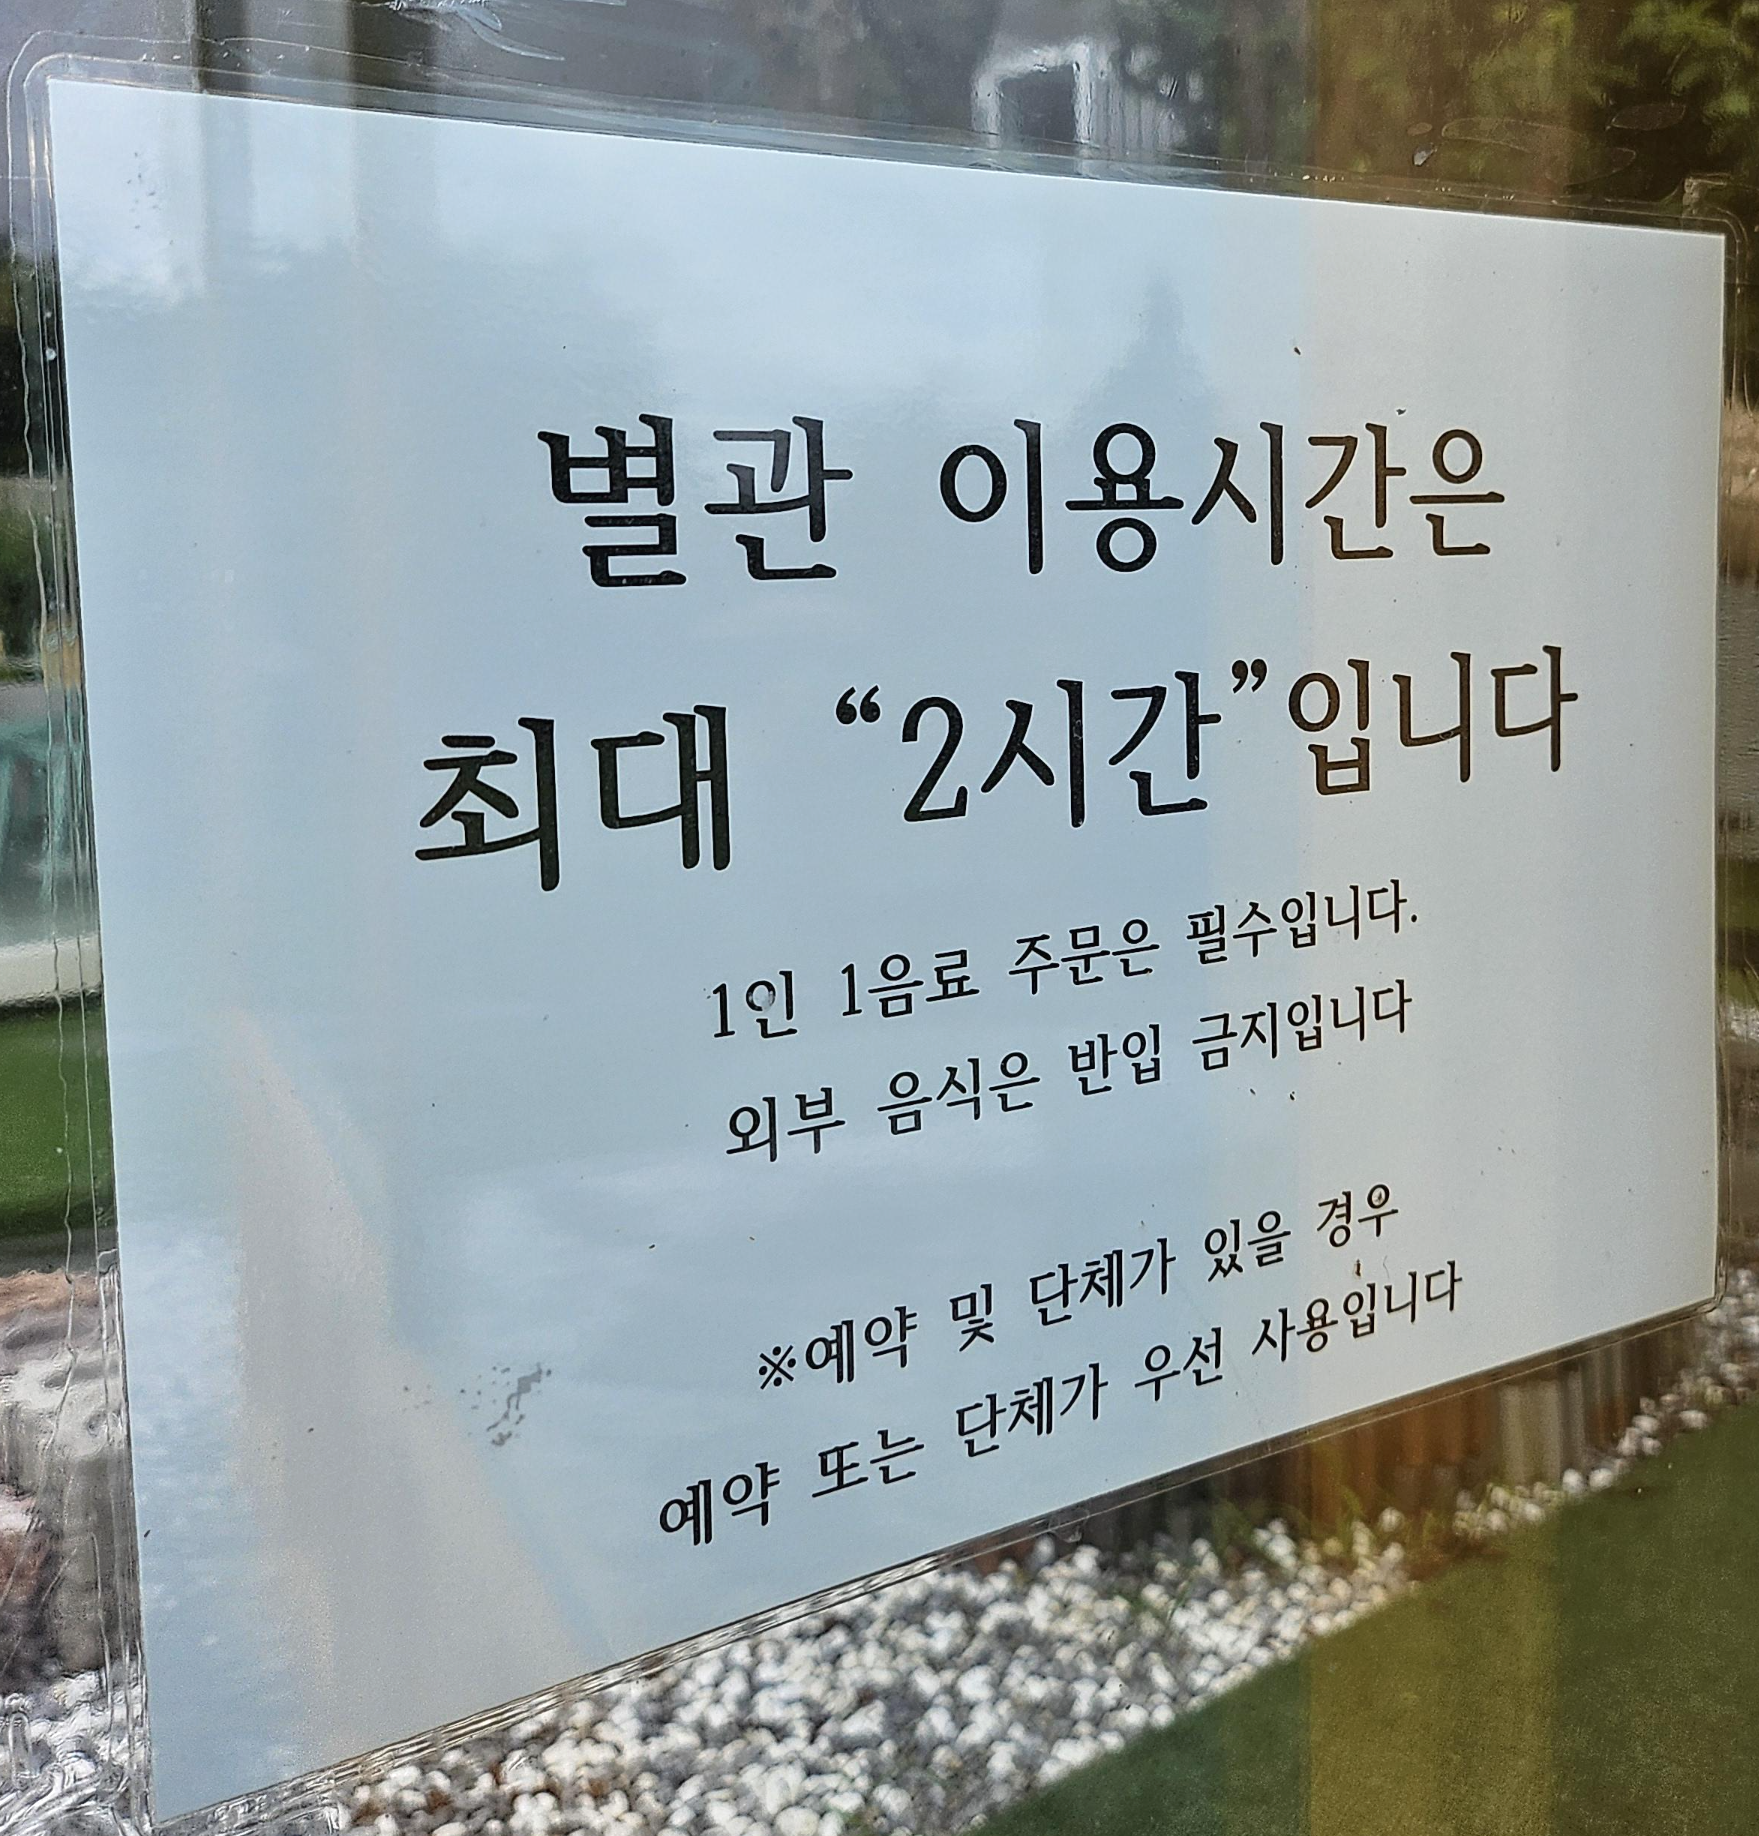 별관 이용시간은
최대 “2시간”입니다
1인 1음료 주문은 필수입니다.
외부 음식은 반입 금지입니다
※예약 및 단체가 있을 경우
예약 또는 단체가 우선 사용입니다